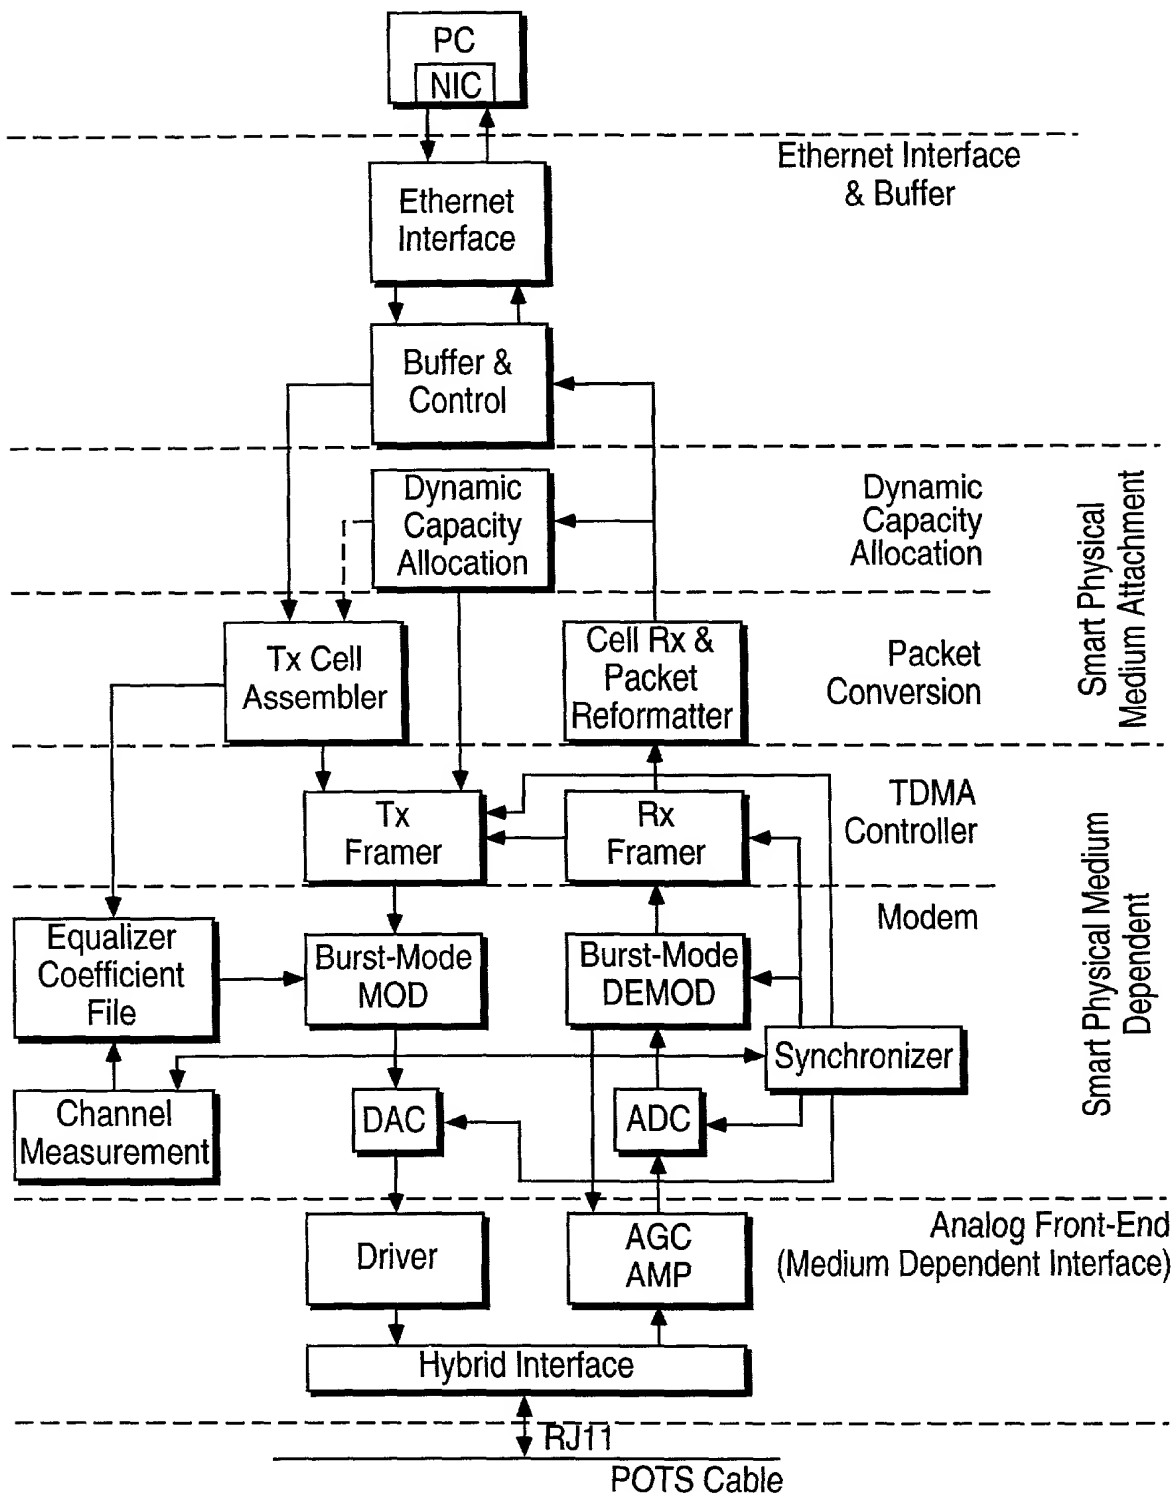 PC
NIC
Ethernet Interface
& Buffer
Ethernet
Interface
Buffer &
Control
Dynamic
Capacity
Allocation
Dynamic
Capacity
Allocation
Smart Physical
Medium Attachment
Tx Cell
Assembler
Cell Rx &
Packet
Reformatter
Packet
Conversion
Tx
Framer
Rx
Framer
TDMA
Controller
Smart Physical Medium
Dependent
Modem
Equalizer
Coefficient
File
Burst-Mode
MOD
Burst-Mode
DEMOD
Synchronizer
Channel
Measurement
DAC
ADC
Driver
AGC
AMP
Analog Front-End
(Medium Dependent Interface)
Hybrid Interface
RJ11
POTS Cable